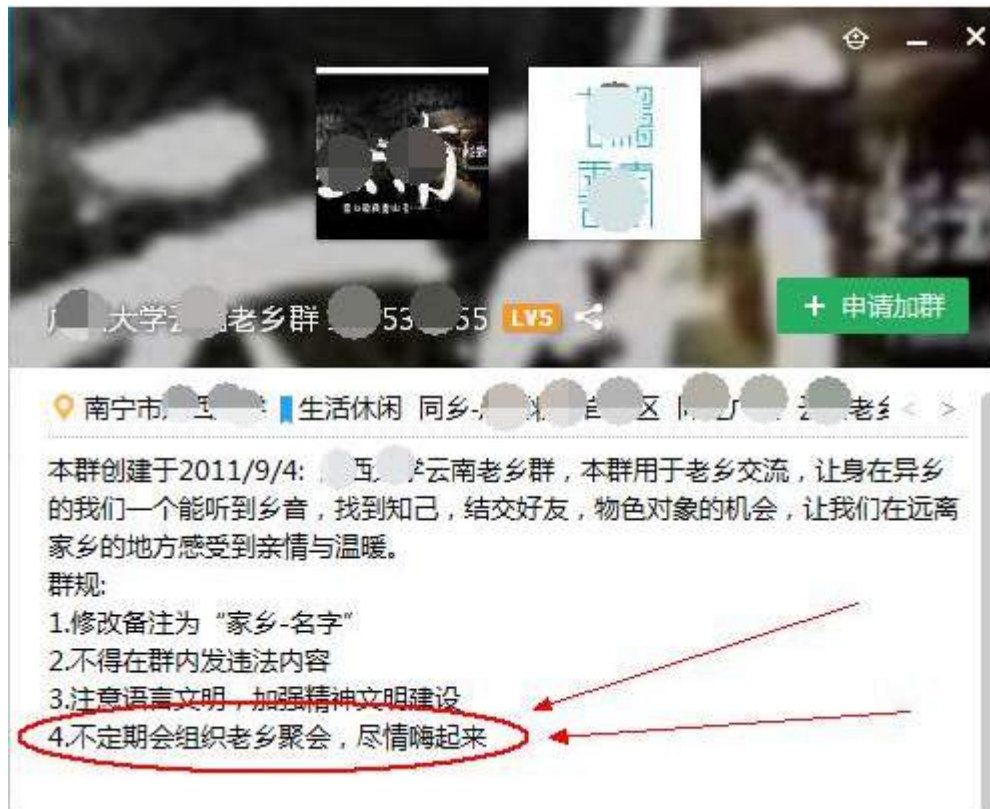 大学 老乡群 53 55 LV5
+ 申请加群
南宁市 生活休闲 同乡- 区
本群创建于2011/9/4: 云南老乡群，本群用于老乡交流，让身在异乡
的我们一个能听到乡音，找到知己，结交好友，物色对象的机会，让我们在远离
家乡的地方感受到亲情与温暖。
群规:
1.修改备注为“家乡-名字”
2.不得在群内发违法内容
3.注意语言文明，加强精神文明建设
4.不定期会组织老乡聚会，尽情嗨起来